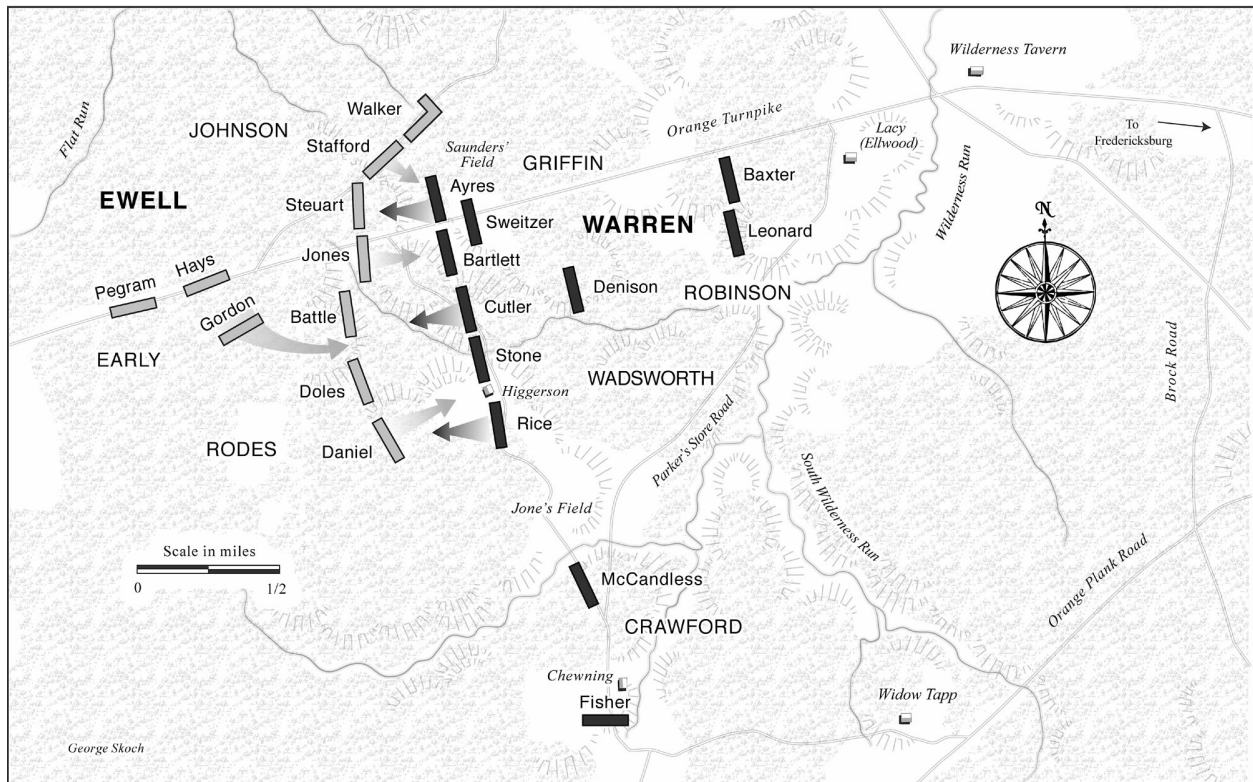 Wilderness Tavern
Walker
Flat Run
JOHNSON
Orange Turnpike
To
Fredericksburg
Lacy
(Ellwood)
Stafford
Saunders'
Field
GRIFFIN
Ayres
Baxter
EWELL
Steuart
Sweitzer
WARREN
Leonard
Wilderness Run
N
Jones
Bartlett
Pegram
Hays
Gordon
Battle
Cutler
Denison
ROBINSON
EARLY
Stone
WADSWORTH
Brock Road
Doles
Higgerson
Rice
RODES
Daniel
Parker's Store Road
South Wilderness Run
Jone's Field
Scale in miles
0 1/2
McCandless
Orange Plank Road
CRAWFORD
Chewning
Fisher
Widow Tapp
George Skoch